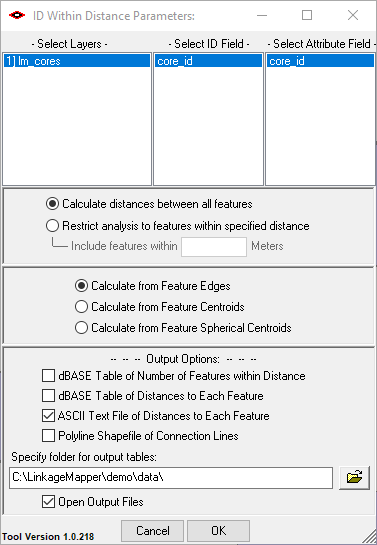 ID Within Distance Parameters:
- Select Layers -   - Select ID Field -   - Select Attribute Field -
1] lm_cores   core_id   core_id
Calculate distances between all features
Restrict analysis to features within specified distance
Include features within   Meters
Calculate from Feature Edges
Calculate from Feature Centroids
Calculate from Feature Spherical Centroids
-- -- -- Output Options: -- -- --
dBASE Table of Number of Features within Distance
dBASE Table of Distances to Each Feature
ASCII Text File of Distances to Each Feature
Polyline Shapefile of Connection Lines
Specify folder for output tables:
C:\LinkageMapper\demo\data\
Open Output Files
Tool Version 1.0.218   Cancel   OK